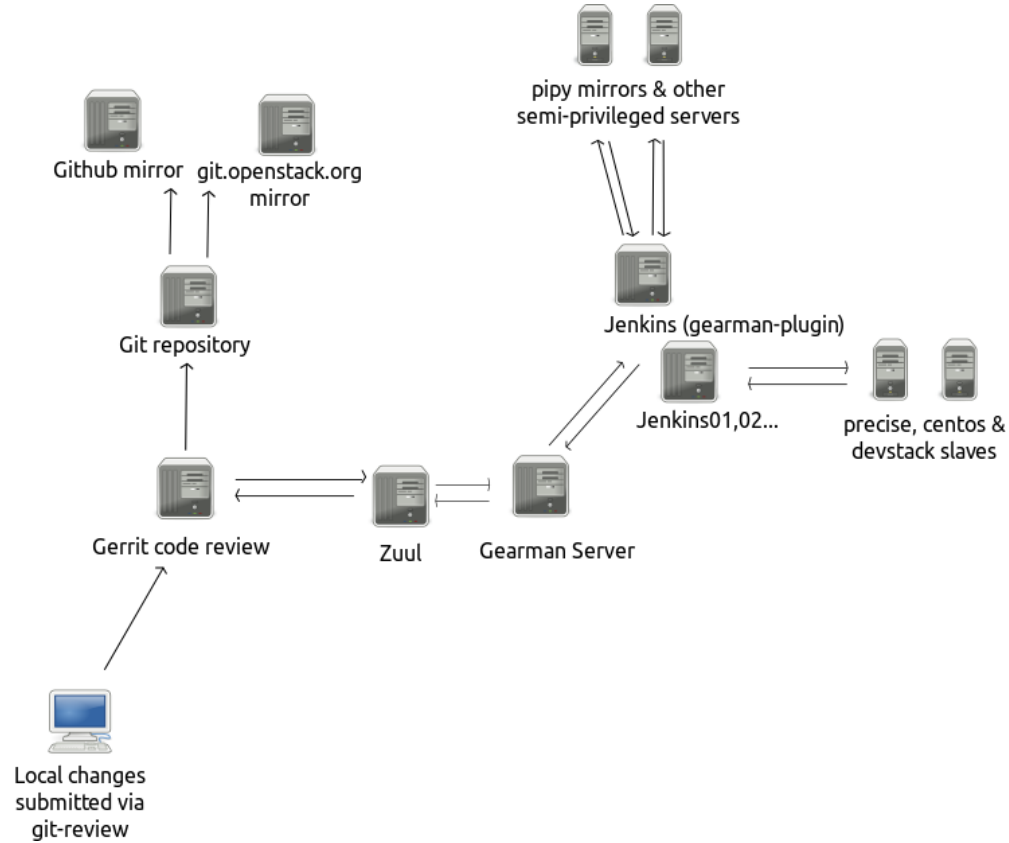 pipy mirrors & other
semi-privileged servers
Github mirror
git.openstack.org
mirror
Jenkins (gearman-plugin)
Git repository
Jenkins01,02...
precise, centos &
devstack slaves
Gerrit code review
Zuul
Gearman Server
Local changes
submitted via
git-review